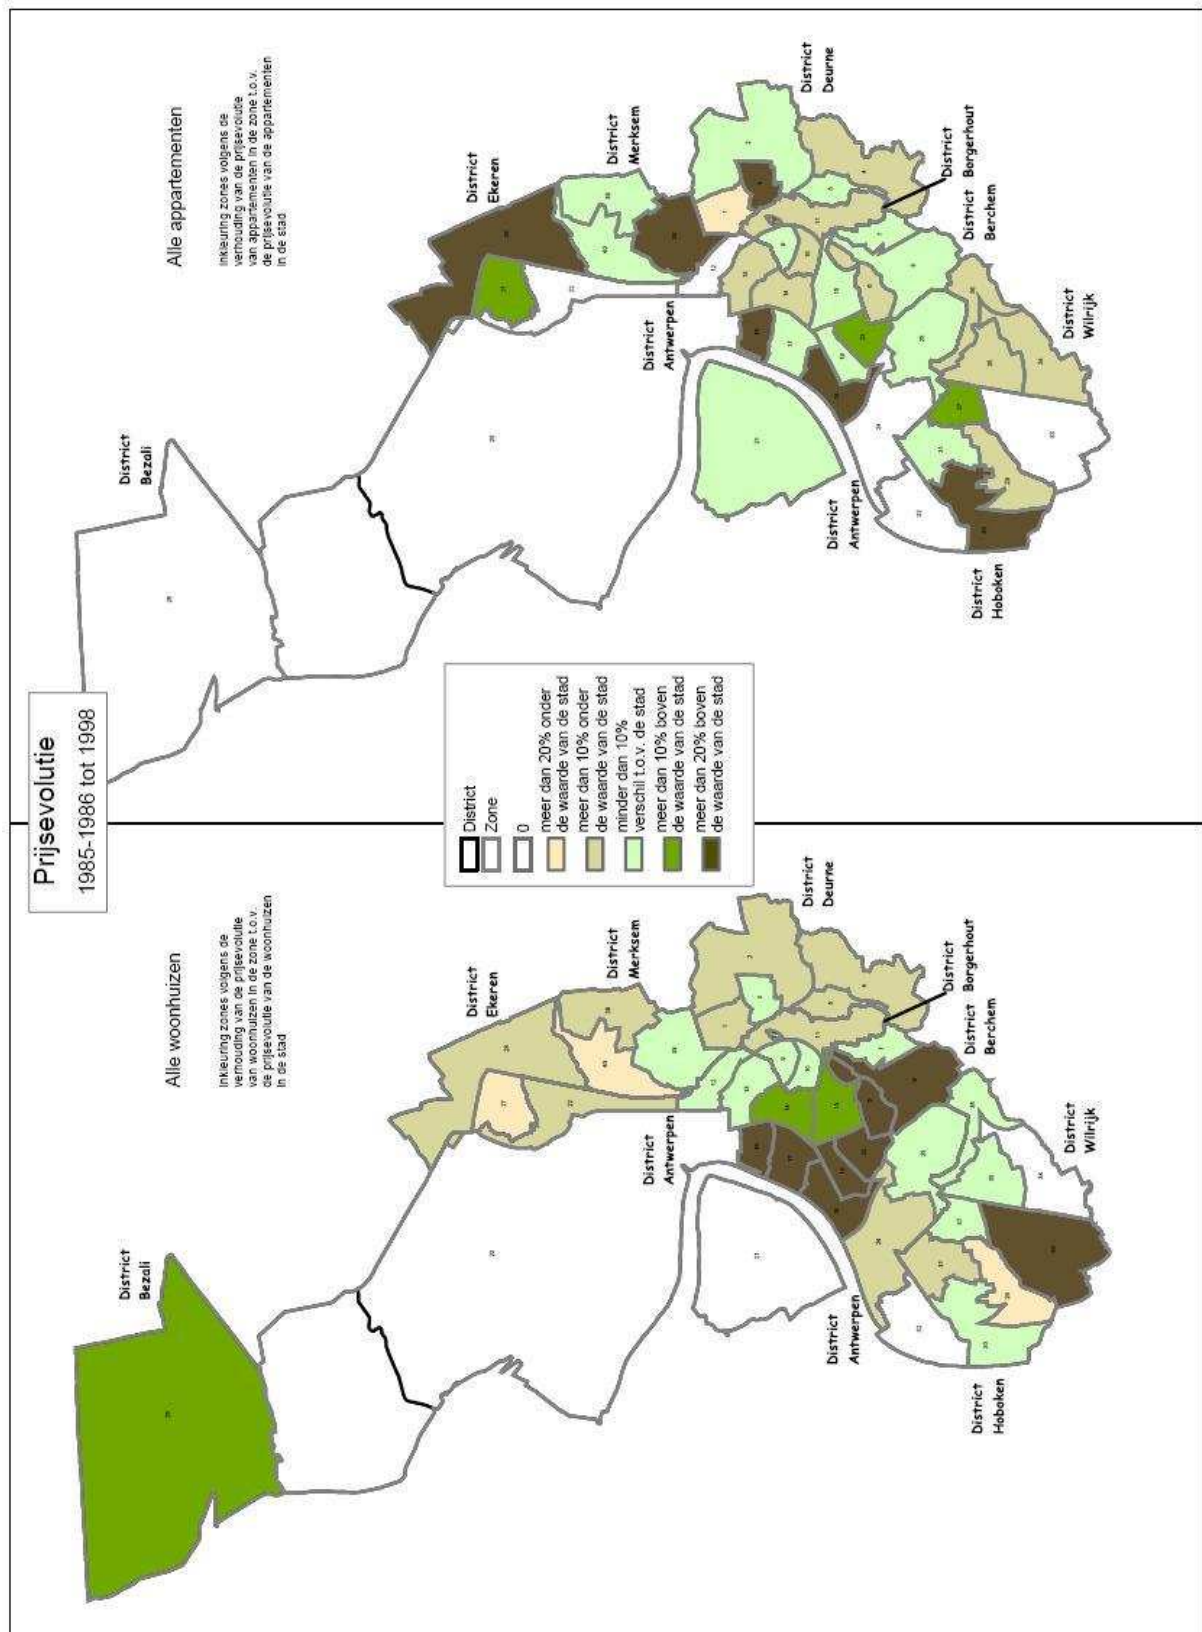 Prijsevolutie
1985-1986 tot 1998
Alle woonhuizen
Inkleuring zones volgens de
verhouding van de prijsevolutie
van woonhuizen in de zone t.o.v.
de prijsevolutie van de woonhuizen
in de stad
District
Bezali
District
Ekeren
District
Merksem
District
Antwerpen
District
Deurne
District
Borgerhout
District
Berchem
District
Antwerpen
District
Wilrijk
District
Hoboken
District
Zone
0
meer dan 20% onder
de waarde van de stad
meer dan 10% onder
de waarde van de stad
minder dan 10%
verschil t.o.v. de stad
meer dan 10% boven
de waarde van de stad
meer dan 20% boven
de waarde van de stad
Alle appartementen
Inkleuring zones volgens de
verhouding van de prijsevolutie
van appartementen in de zone t.o.v.
de prijsevolutie van de appartementen
in de stad
District
Bezali
District
Ekeren
District
Merksem
District
Antwerpen
District
Deurne
District
Borgerhout
District
Berchem
District
Antwerpen
District
Wilrijk
District
Hoboken